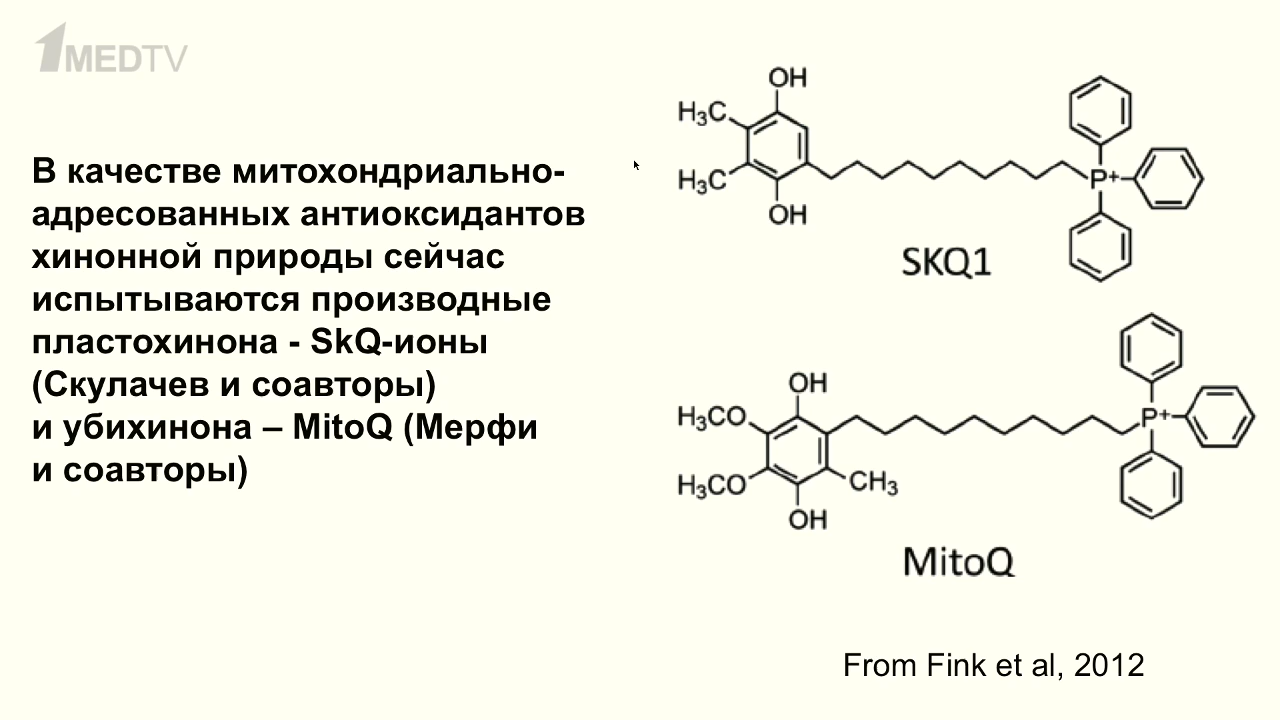 1MEDTV
В качестве митохондриально-
адресованных антиоксидантов
хинонной природы сейчас
испытываются производные
пластохинона - SkQ-ионы
(Скулачев и соавторы)
и убихинона – MitoQ (Мерфи
и соавторы)
OH
H₃C
H₃C
OH
P⁺
SKQ1
OH
H₃CO
H₃CO
CH₃
OH
P⁺
MitoQ
From Fink et al, 2012